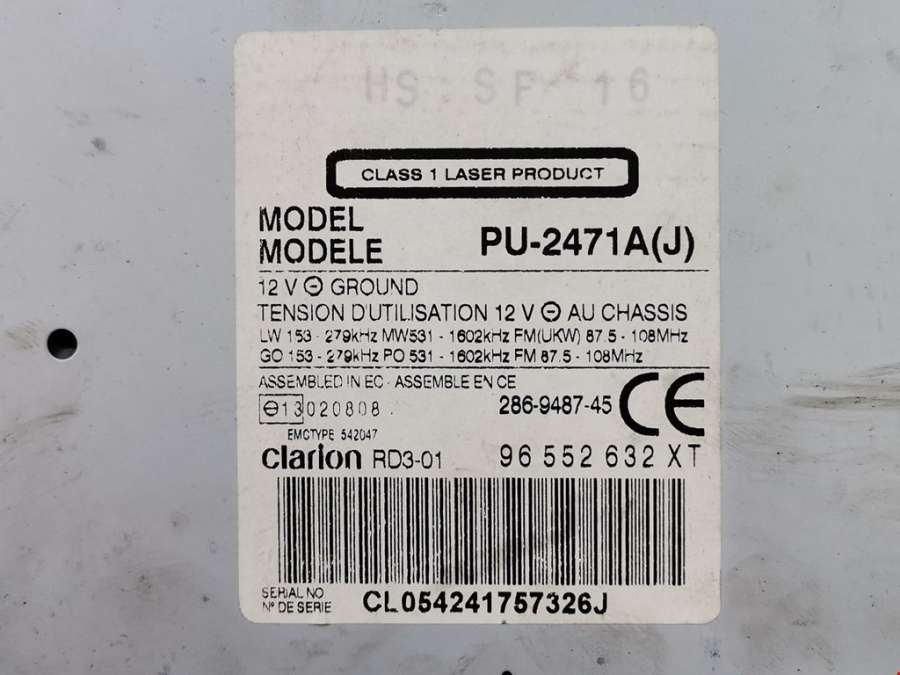 HS SF 16
CLASS 1 LASER PRODUCT
MODEL
MODELE
PU-2471A(J)
12 V ⊖ GROUND
TENSION D'UTILISATION 12 V ⊖ AU CHASSIS
LW 153 - 279kHz MW531 - 1602kHz FM(UKW) 87.5 - 108MHz
GO 153 - 279kHz PO 531 - 1602kHz FM 87.5 - 108MHz
ASSEMBLED IN EC - ASSEMBLE EN CE
⊖13 020808
286-9487-45 CE
EMCTYPE 542047
clarion RD3-01
96 552 632 XT
SERIAL NO
N° DE SERIE
CL054241757326J